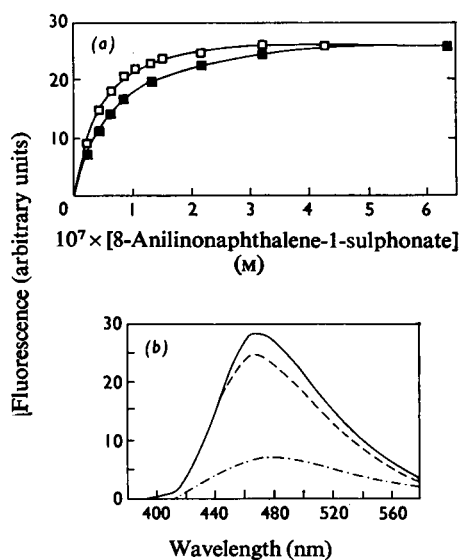 (a)
30
20
10
0 1 2 3 4 5 6
10⁷ × [8-Anilinonaphthalene-1-sulphonate]
(M)
Fluorescence (arbitrary units)
(b)
30
20
10
0
400 440 480 520 560
Wavelength (nm)